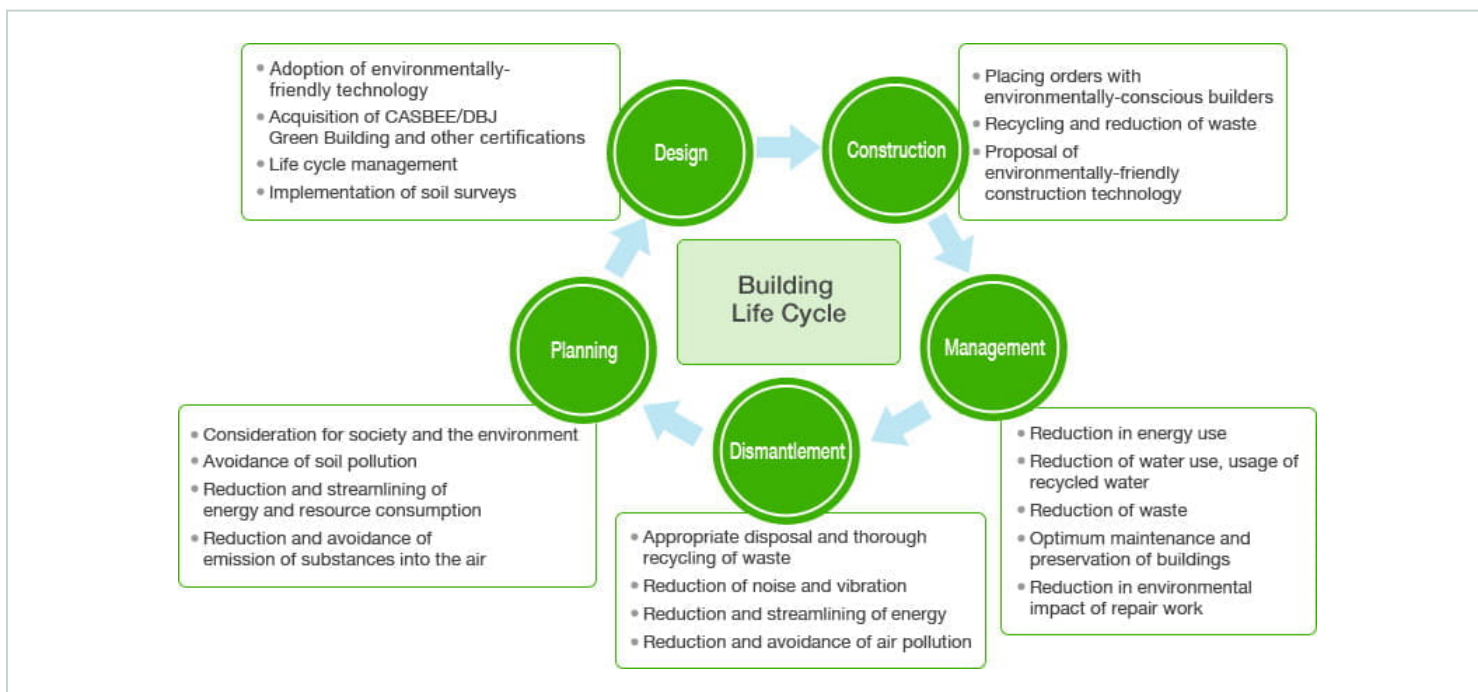 • Adoption of environmentally-
friendly technology
• Acquisition of CASBEE/DBJ
Green Building and other certifications
• Life cycle management
• Implementation of soil surveys
Design
Construction
• Placing orders with
environmentally-conscious builders
• Recycling and reduction of waste
• Proposal of
environmentally-friendly
construction technology
Building
Life Cycle
Planning
Management
Dismantlement
• Consideration for society and the environment
• Avoidance of soil pollution
• Reduction and streamlining of
energy and resource consumption
• Reduction and avoidance of
emission of substances into the air
• Appropriate disposal and thorough
recycling of waste
• Reduction of noise and vibration
• Reduction and streamlining of energy
• Reduction and avoidance of air pollution
• Reduction in energy use
• Reduction of water use, usage of
recycled water
• Reduction of waste
• Optimum maintenance and
preservation of buildings
• Reduction in environmental
impact of repair work